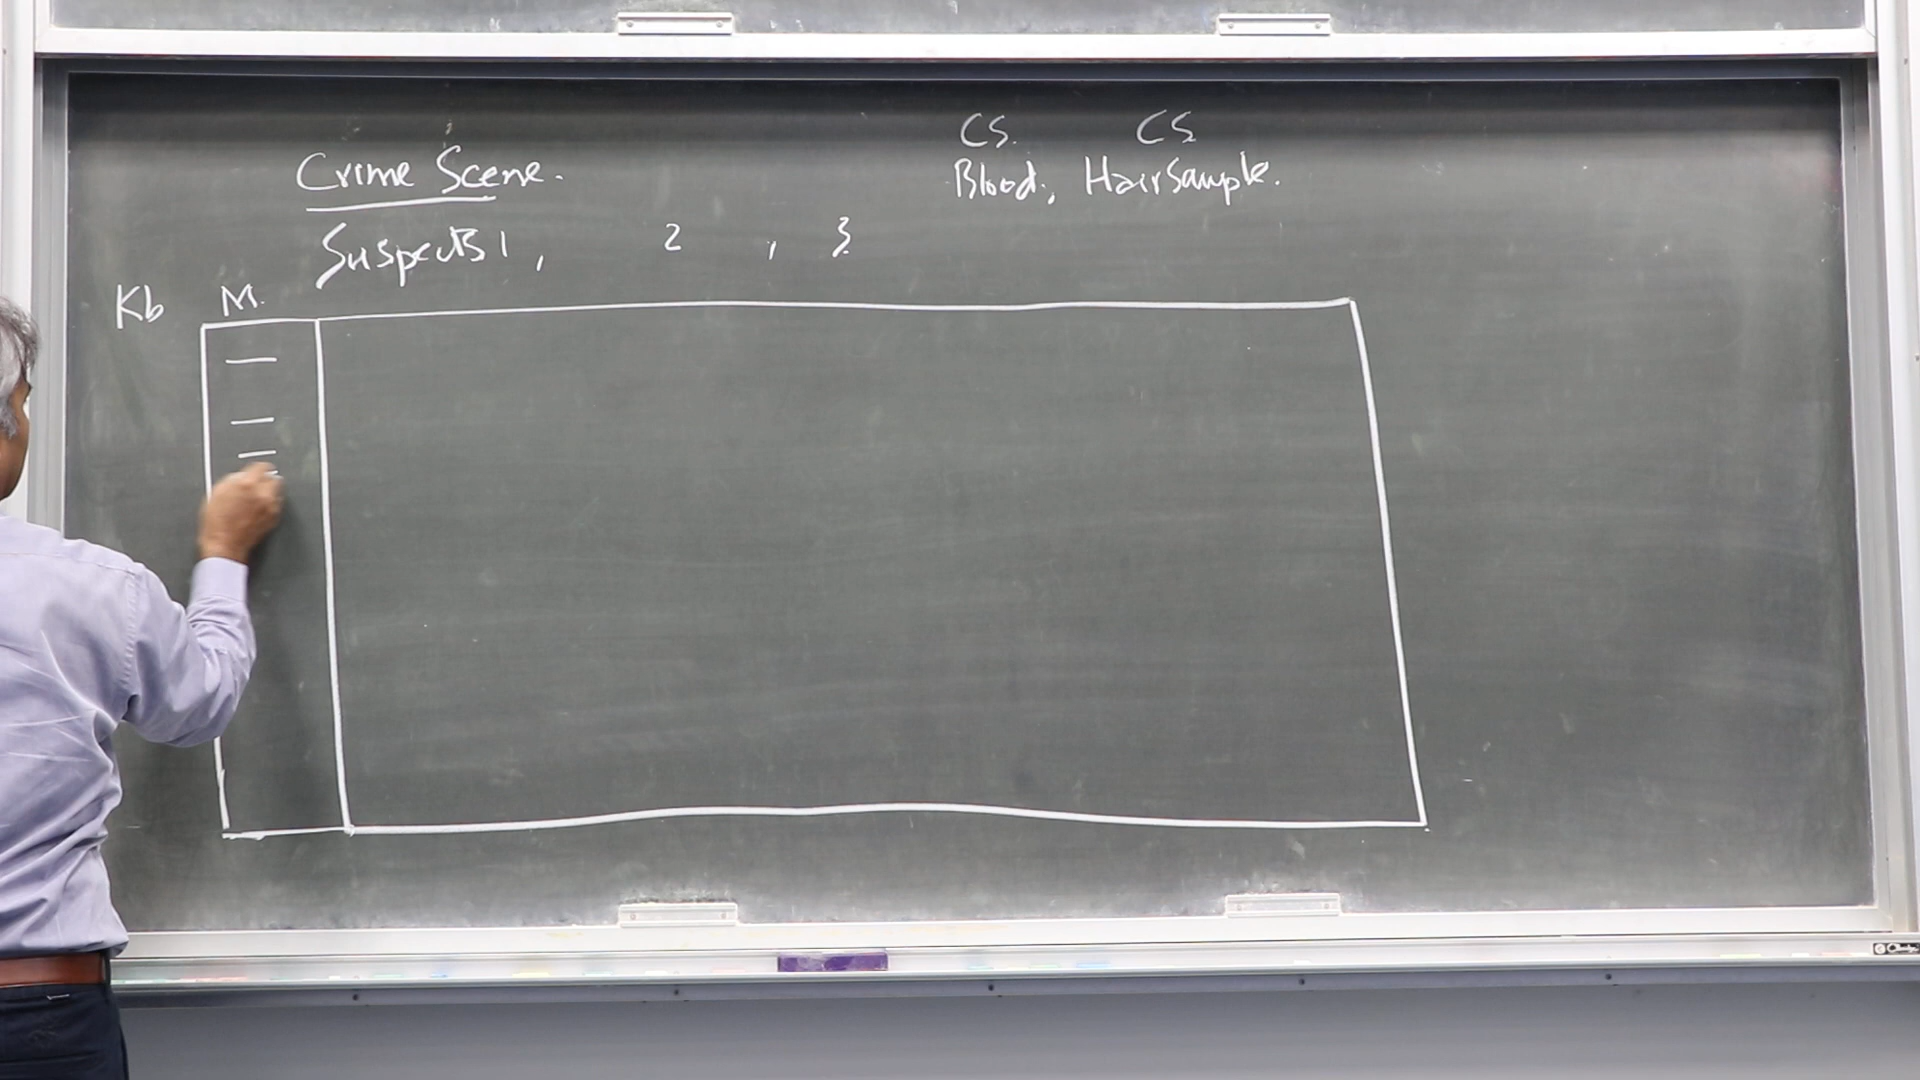 CS. CS
Crime Scene. Blood, HairSample.
Suspects 1, 2, 3
Kb M.